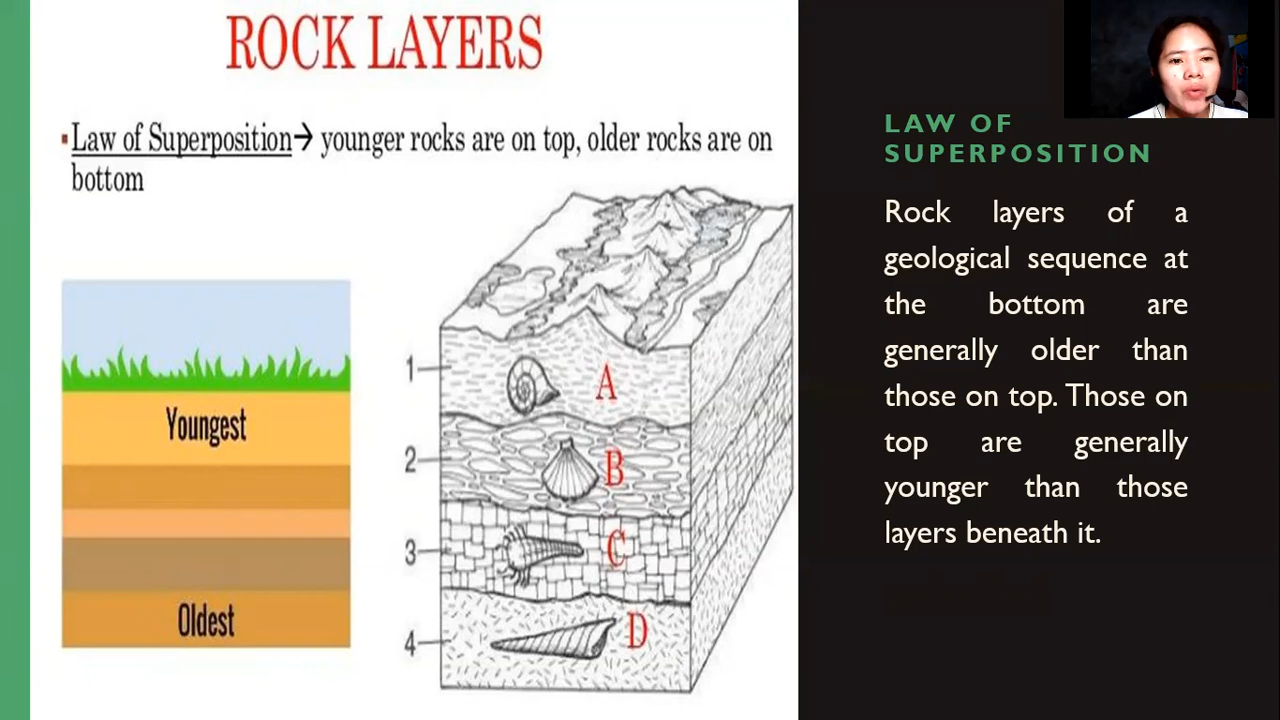 ROCK LAYERS
▪Law of Superposition→ younger rocks are on top, older rocks are on
bottom
Youngest
Oldest
1
A
2
B
3
C
4
D
LAW OF
SUPERPOSITION
Rock layers of a
geological sequence at
the bottom are
generally older than
those on top. Those on
top are generally
younger than those
layers beneath it.